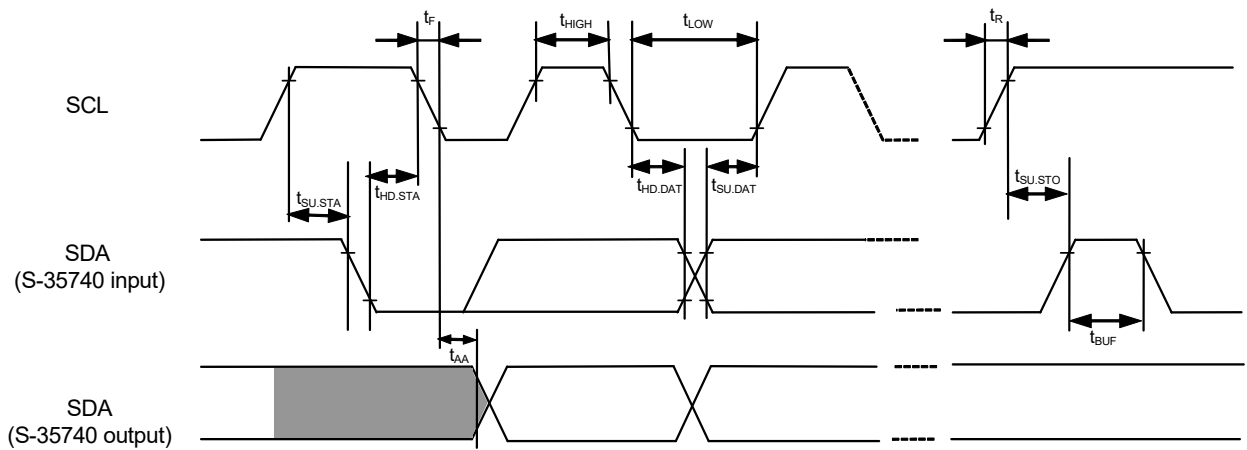 tF
tHIGH
tLOW
tR
SCL
tSU.STA
tHD.STA
tHD.DAT
tSU.DAT
tSU.STO
SDA
(S-35740 input)
tBUF
tAA
SDA
(S-35740 output)